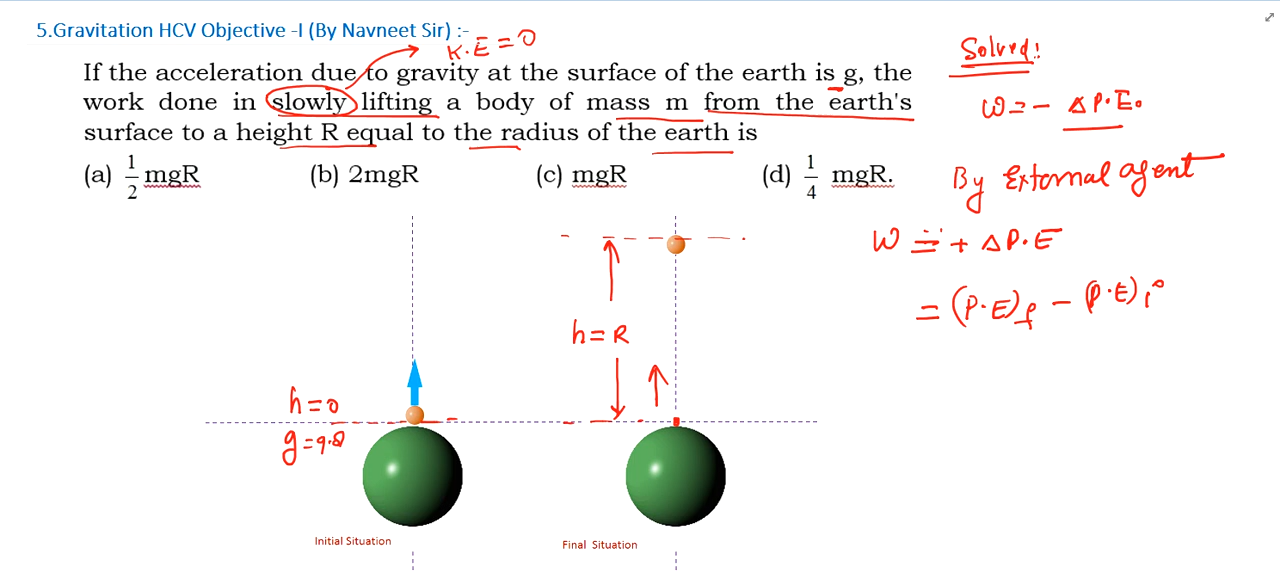 5.Gravitation HCV Objective -I (By Navneet Sir) :-
K.E = 0
If the acceleration due to gravity at the surface of the earth is g, the
work done in slowly lifting a body of mass m from the earth's
surface to a height R equal to the radius of the earth is
(a) 1/2 mgR (b) 2mgR (c) mgR (d) 1/4 mgR.
Solved:
W = - ΔP.E.
By External agent
W = + ΔP.E
= (P.E)f - (P.E)i
h = R
h = 0
g = 9.8
Initial Situation
Final Situation